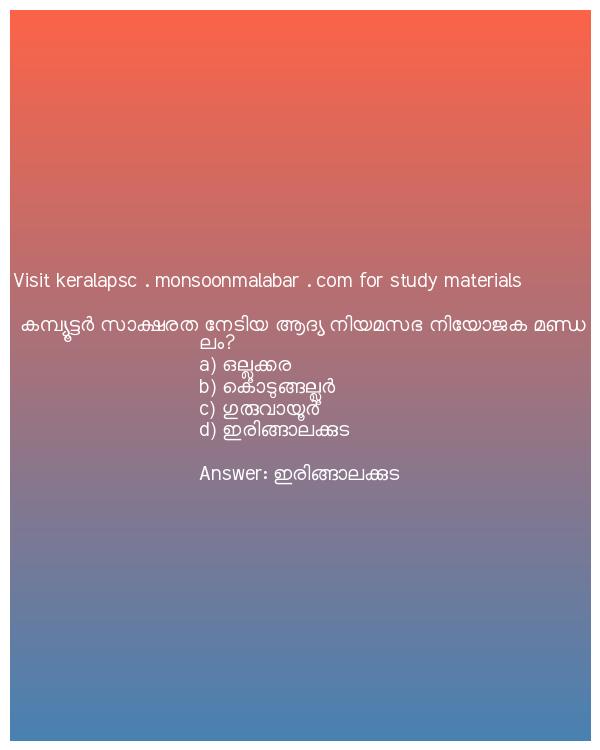 Visit keralapsc . monsoonmalabar . com for study materials
കമ്പ്യൂട്ടർ സാക്ഷരത നേടിയ ആദ്യ നിയമസഭ നിയോജക മണ്ഡ
ലം?
a) ഒല്ലൂക്കര
b) കൊടുങ്ങല്ലൂർ
c) ഗുരുവായൂർ
d) ഇരിങ്ങാലക്കുട
Answer: ഇരിങ്ങാലക്കുട